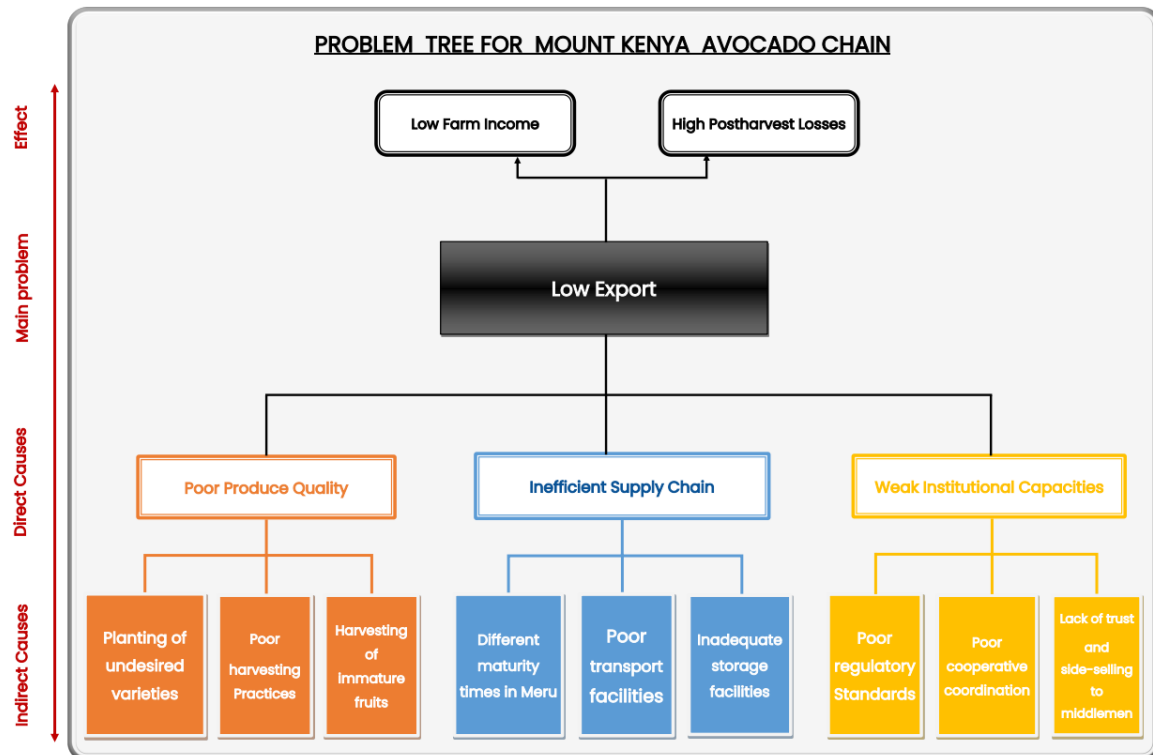 PROBLEM TREE FOR MOUNT KENYA AVOCADO CHAIN
Effect
Low Farm Income
High Postharvest Losses
Main problem
Low Export
Direct Causes
Poor Produce Quality
Inefficient Supply Chain
Weak Institutional Capacities
Indirect Causes
Planting of
undesired
varieties
Poor
harvesting
Practices
Harvesting
of
immature
fruits
Different
maturity
times in Meru
Poor
transport
facilities
Inadequate
storage
facilities
Poor
regulatory
Standards
Poor
cooperative
coordination
Lack of trust
and
side-selling
to
middlemen